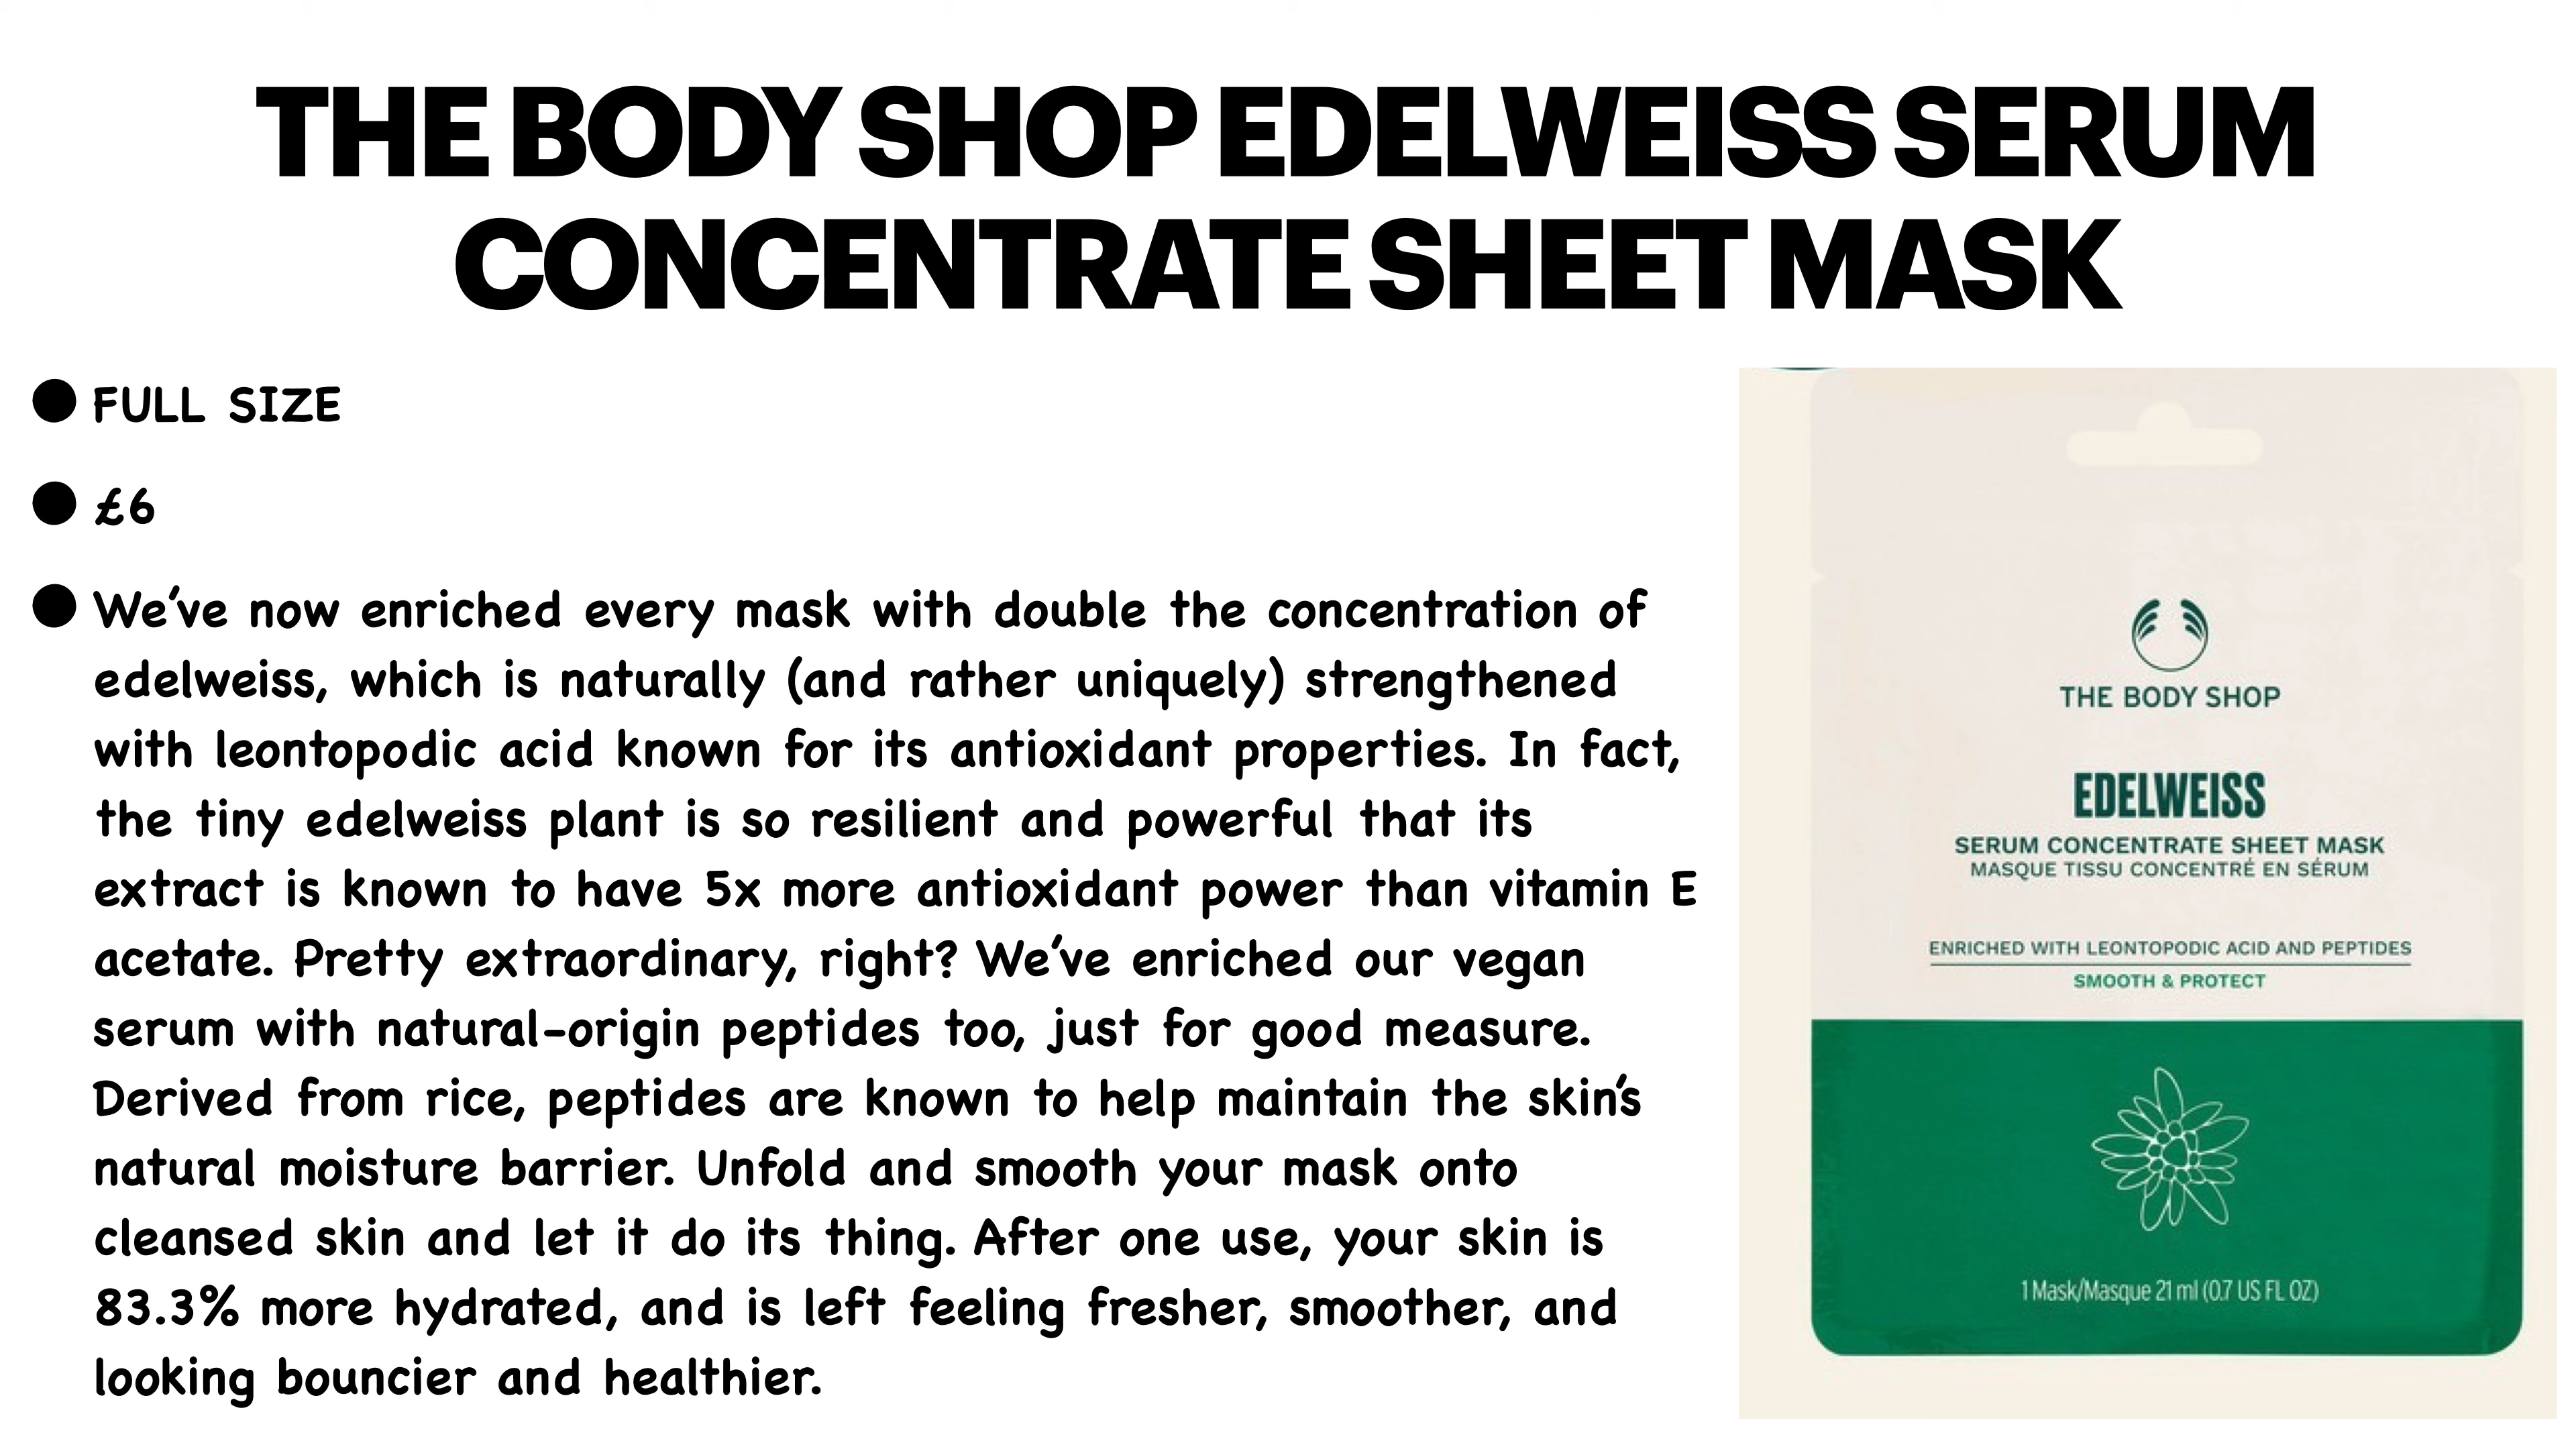 THE BODY SHOP EDELWEISS SERUM
CONCENTRATE SHEET MASK
● FULL SIZE
● £6
● We've now enriched every mask with double the concentration of
edelweiss, which is naturally (and rather uniquely) strengthened
with leontopodic acid known for its antioxidant properties. In fact,
the tiny edelweiss plant is so resilient and powerful that its
extract is known to have 5x more antioxidant power than vitamin E
acetate. Pretty extraordinary, right? We've enriched our vegan
serum with natural-origin peptides too, just for good measure.
Derived from rice, peptides are known to help maintain the skin's
natural moisture barrier. Unfold and smooth your mask onto
cleansed skin and let it do its thing. After one use, your skin is
83.3% more hydrated, and is left feeling fresher, smoother, and
looking bouncier and healthier.
THE BODY SHOP
EDELWEISS
SERUM CONCENTRATE SHEET MASK
MASQUE TISSU CONCENTRÉ EN SÉRUM
ENRICHED WITH LEONTOPODIC ACID AND PEPTIDES
SMOOTH & PROTECT
1 Mask/Masque 21 ml (0.7 US FL OZ)